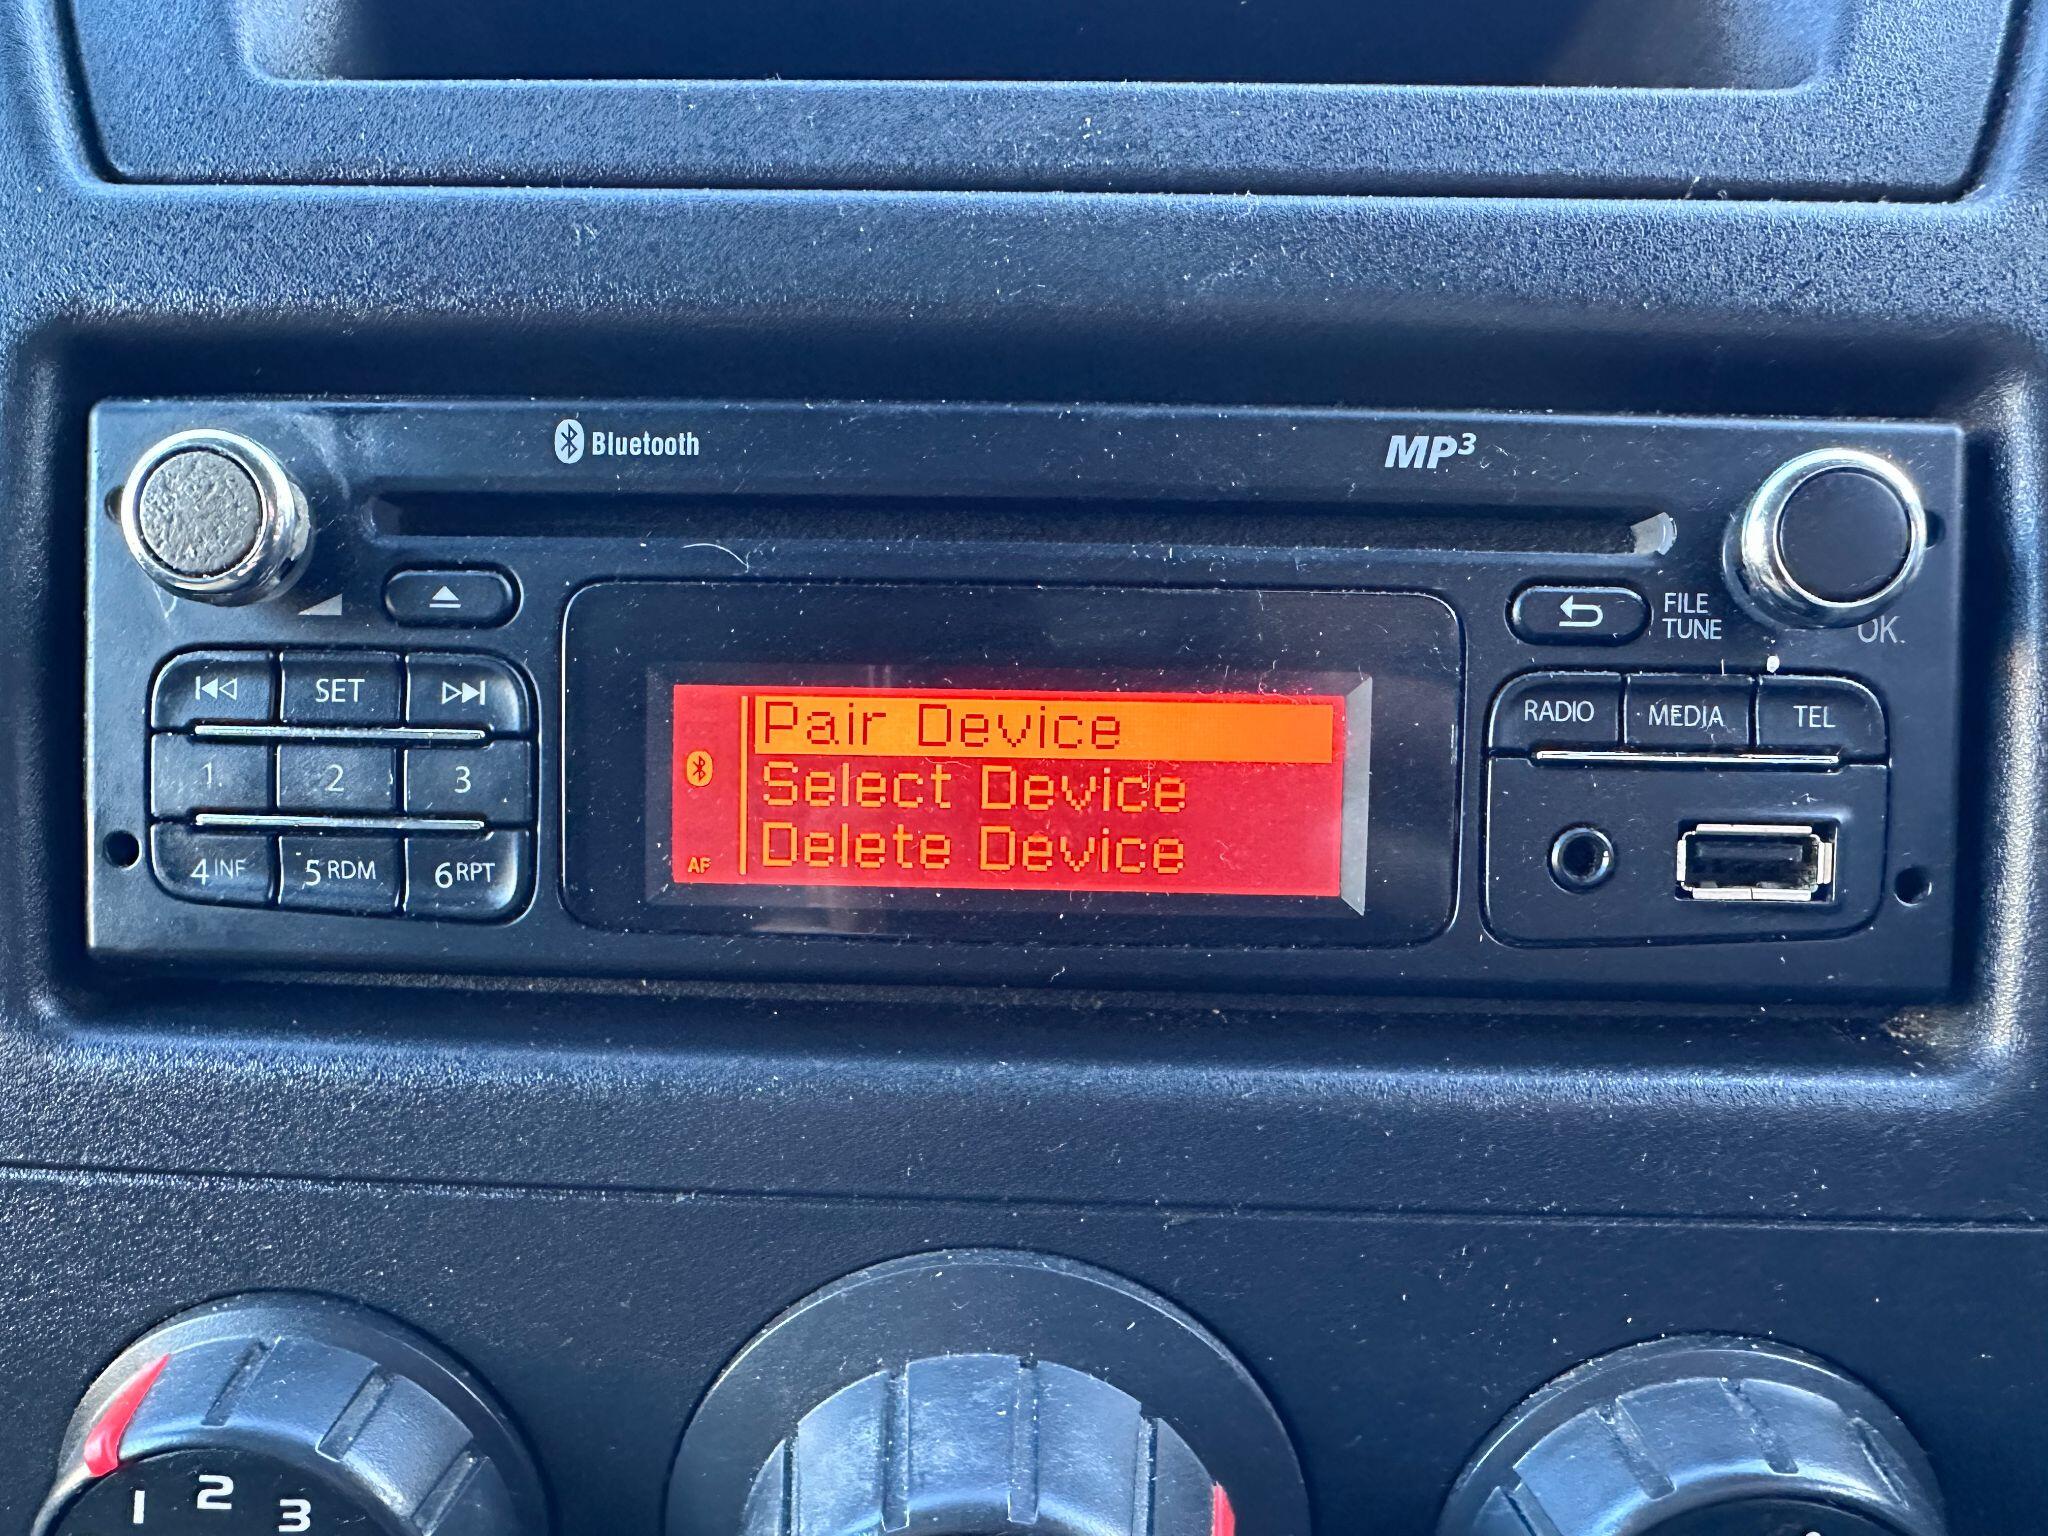 Bluetooth
MP3
FILE
TUNE
OK
SET
RADIO
MEDIA
TEL
Pair Device
Select Device
Delete Device
AF
1
2
3
4 INF
5 RDM
6 RPT
1
2
3